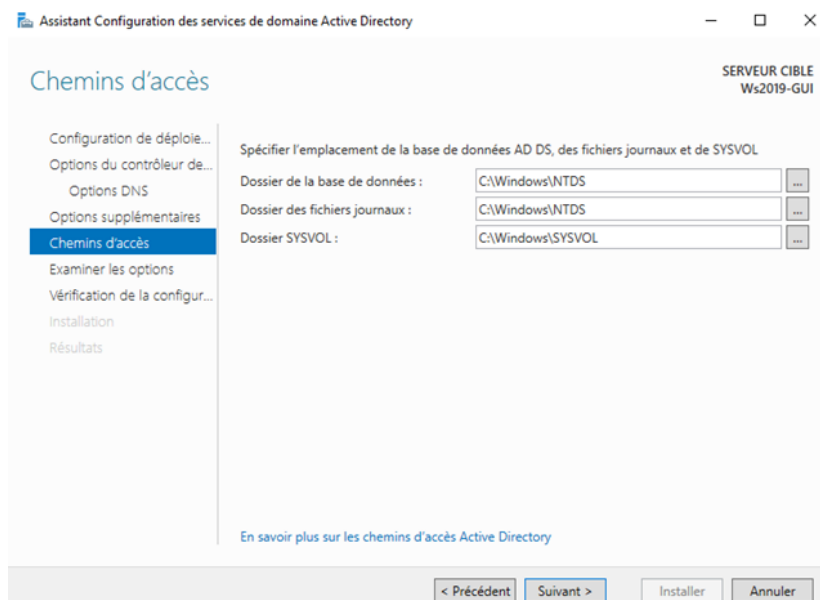 Assistant Configuration des services de domaine Active Directory
Chemins d'accès
SERVEUR CIBLE
Ws2019-GUI
Configuration de déploie...
Options du contrôleur de...
Options DNS
Options supplémentaires
Chemins d'accès
Examiner les options
Vérification de la configur...
Installation
Résultats
Spécifier l'emplacement de la base de données AD DS, des fichiers journaux et de SYSVOL
Dossier de la base de données : C:\Windows\NTDS ...
Dossier des fichiers journaux : C:\Windows\NTDS ...
Dossier SYSVOL : C:\Windows\SYSVOL ...
En savoir plus sur les chemins d'accès Active Directory
< Précédent Suivant > Installer Annuler